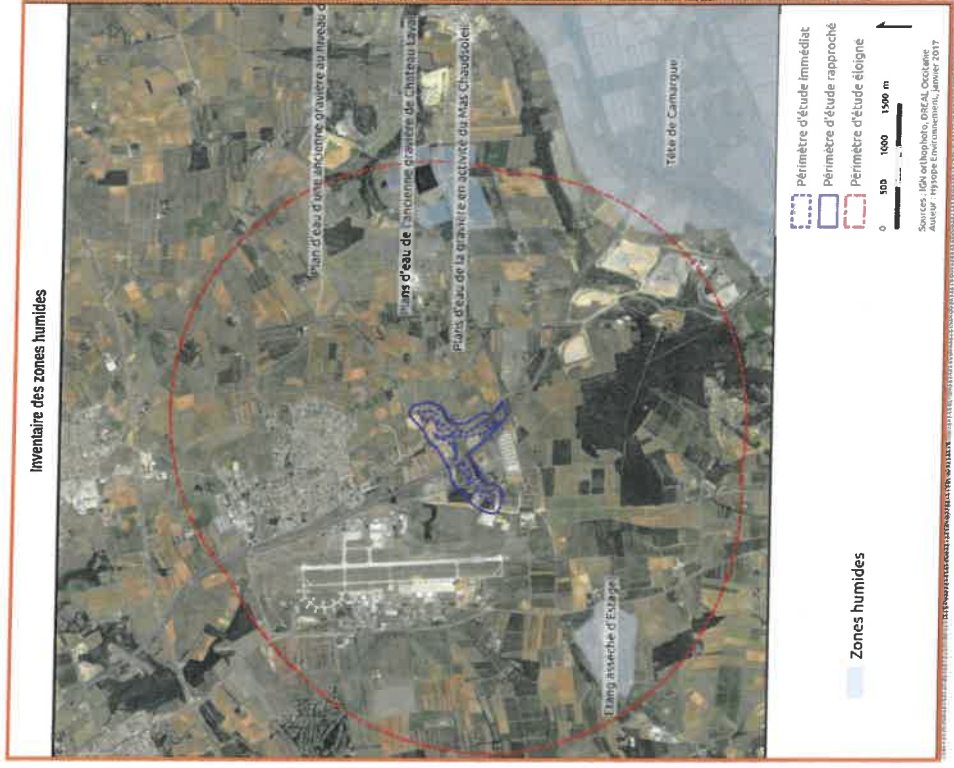 Inventaire des zones humides
Plan d'eau d'une ancienne gravière au niveau d
Plans d'eau de l'ancienne gravière de Chateau Laval
Plans d'eau de la gravière en activité du Mas Chaudsoleil
Tête de Camargue
Etang asséché d'Estagel
Zones humides
Périmètre d'étude immédiat
Périmètre d'étude rapproché
Périmètre d'étude éloigné
0 500 1000 1500 m
Sources : IGN orthophoto, DREAL Occitanie
Auteur : Hysope Environnement, janvier 2017